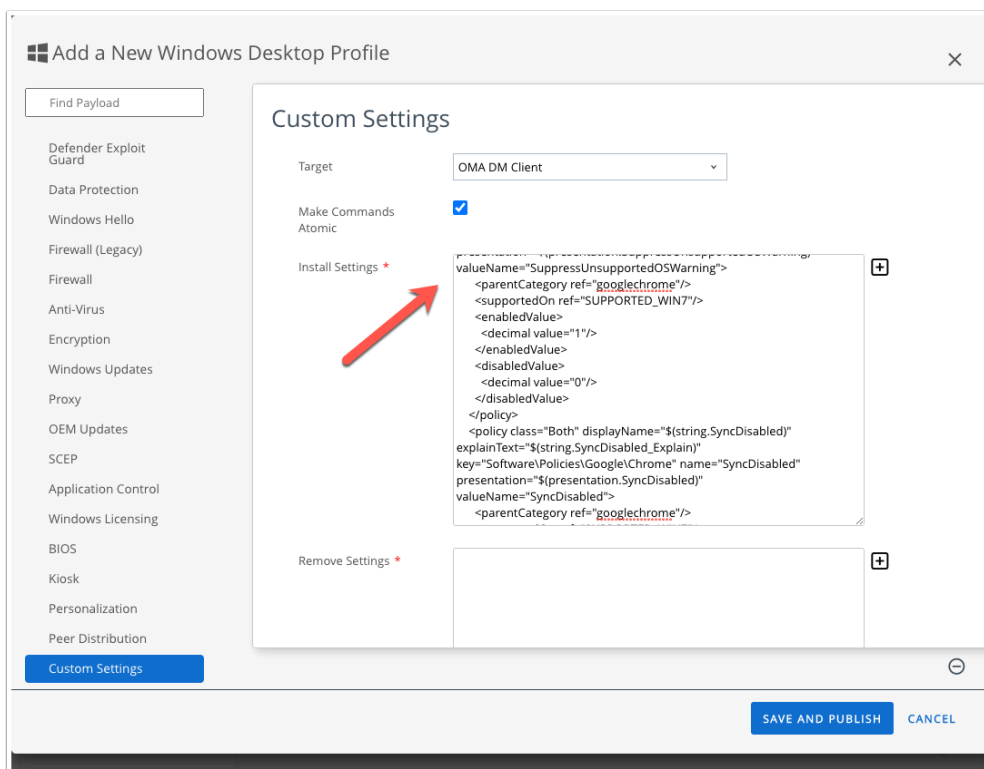 Add a New Windows Desktop Profile
Find Payload
Defender Exploit
Guard
Data Protection
Windows Hello
Firewall (Legacy)
Firewall
Anti-Virus
Encryption
Windows Updates
Proxy
OEM Updates
SCEP
Application Control
Windows Licensing
BIOS
Kiosk
Personalization
Peer Distribution
Custom Settings
Custom Settings
Target
OMA DM Client
Make Commands
Atomic
Install Settings *
valueName="SuppressUnsupportedOSWarning">
<parentCategory ref="googlechrome"/>
<supportedOn ref="SUPPORTED_WIN7"/>
<enabledValue>
<decimal value="1"/>
</enabledValue>
<disabledValue>
<decimal value="0"/>
</disabledValue>
</policy>
<policy class="Both" displayName="$(string.SyncDisabled)"
explainText="$(string.SyncDisabled_Explain)"
key="Software\Policies\Google\Chrome" name="SyncDisabled"
presentation="$(presentation.SyncDisabled)"
valueName="SyncDisabled">
<parentCategory ref="googlechrome"/>
Remove Settings *
SAVE AND PUBLISH
CANCEL